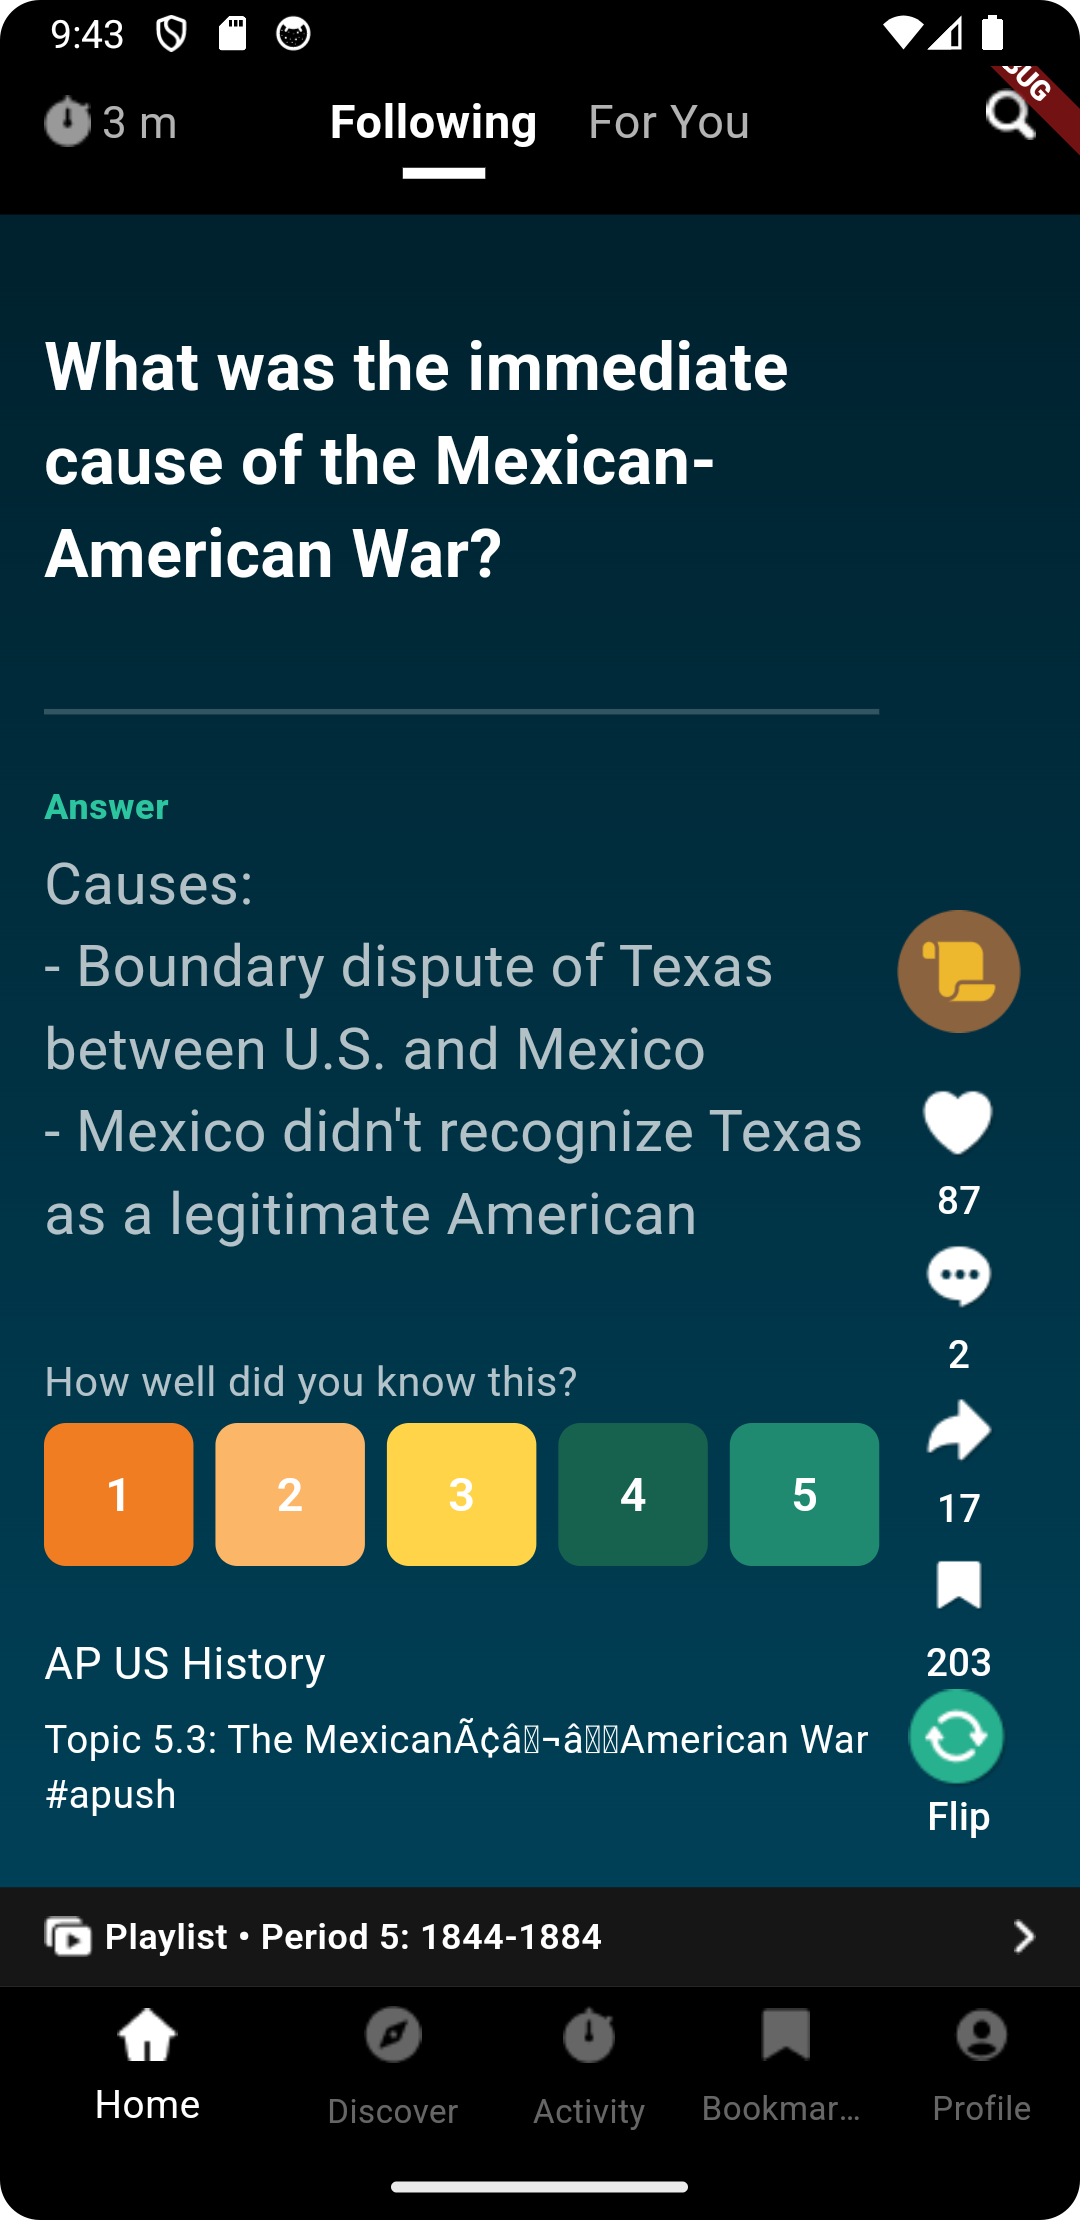 9:43
3 m
Following
For You
BUG
What was the immediate
cause of the Mexican-
American War?
Answer
Causes:
- Boundary dispute of Texas
between U.S. and Mexico
- Mexico didn't recognize Texas
as a legitimate American
87
2
17
203
Flip
How well did you know this?
1 2 3 4 5
AP US History
Topic 5.3: The MexicanÃ¢â▯¬â▯▯American War
#apush
Playlist • Period 5: 1844-1884
Home
Discover
Activity
Bookmar...
Profile